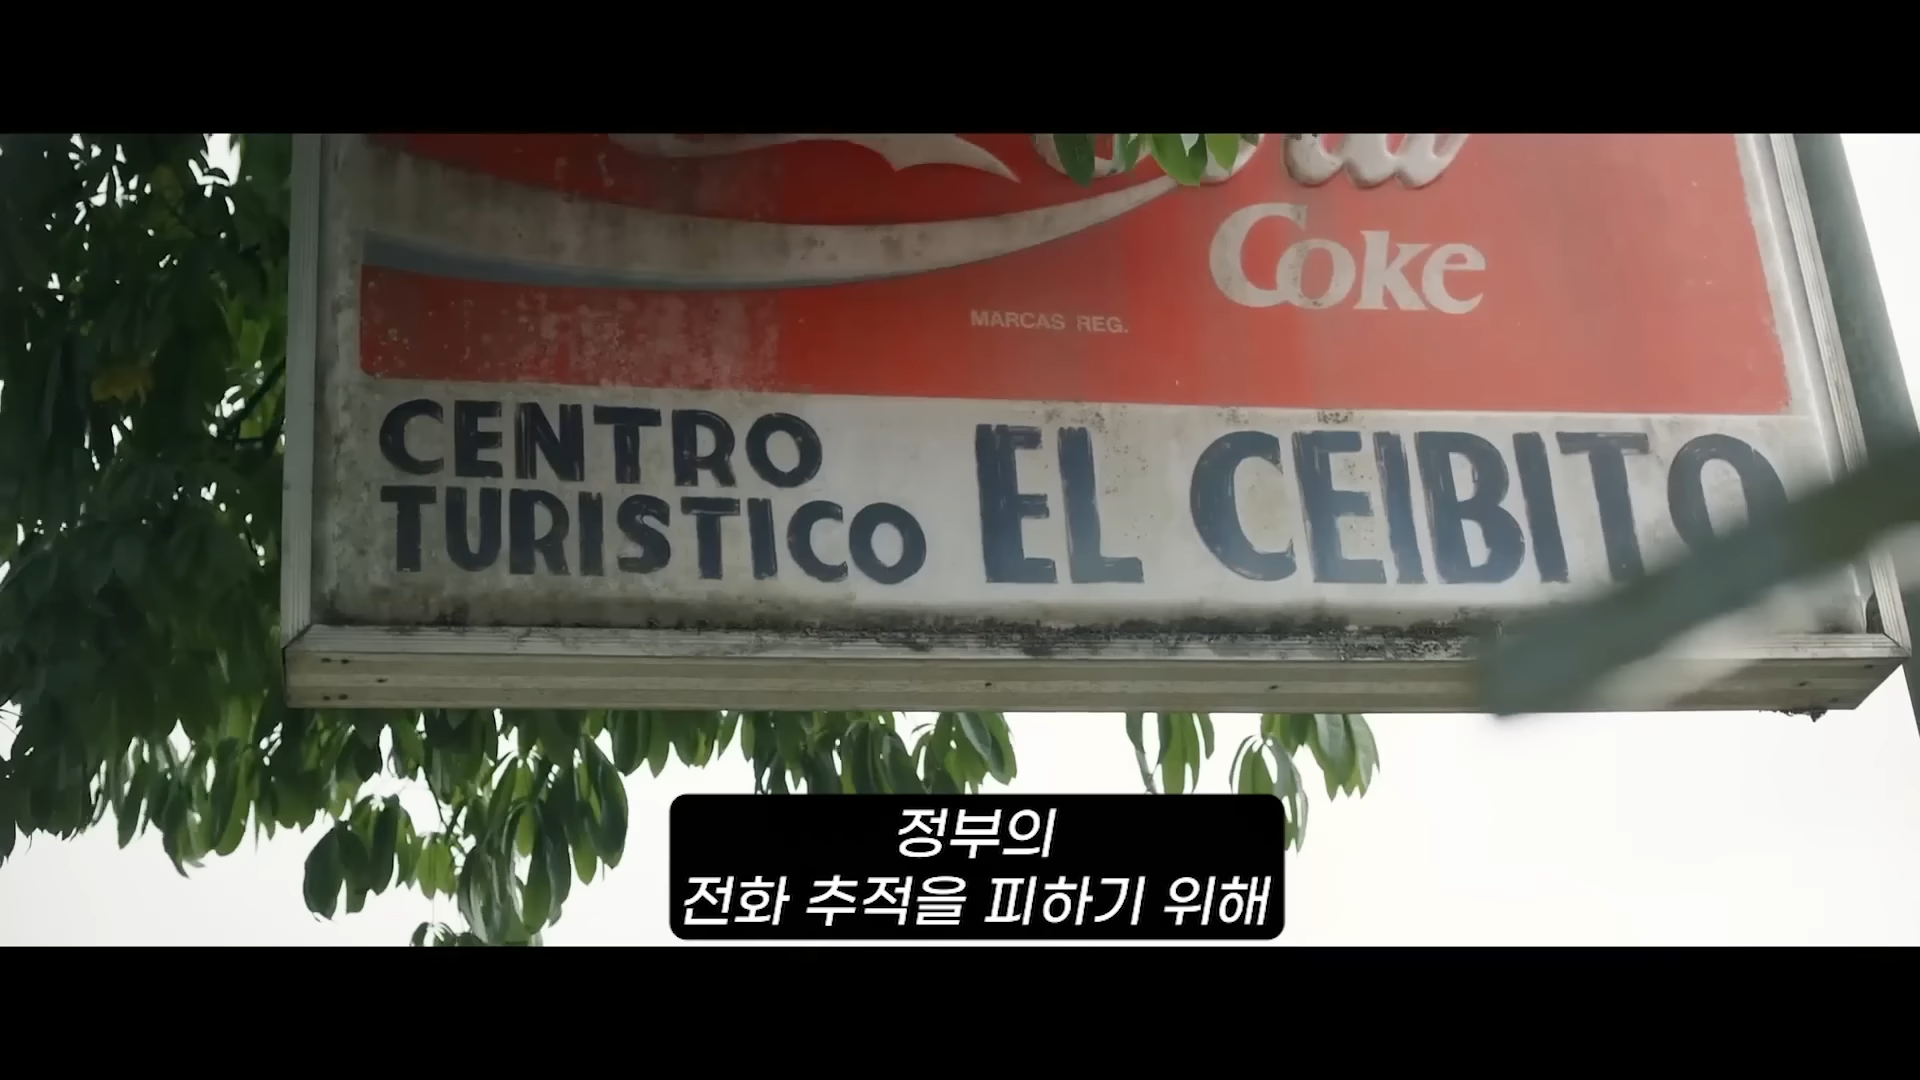 Coke
MARCAS REG.
CENTRO
TURISTICO
EL CEIBITO
정부의
전화 추적을 피하기 위해